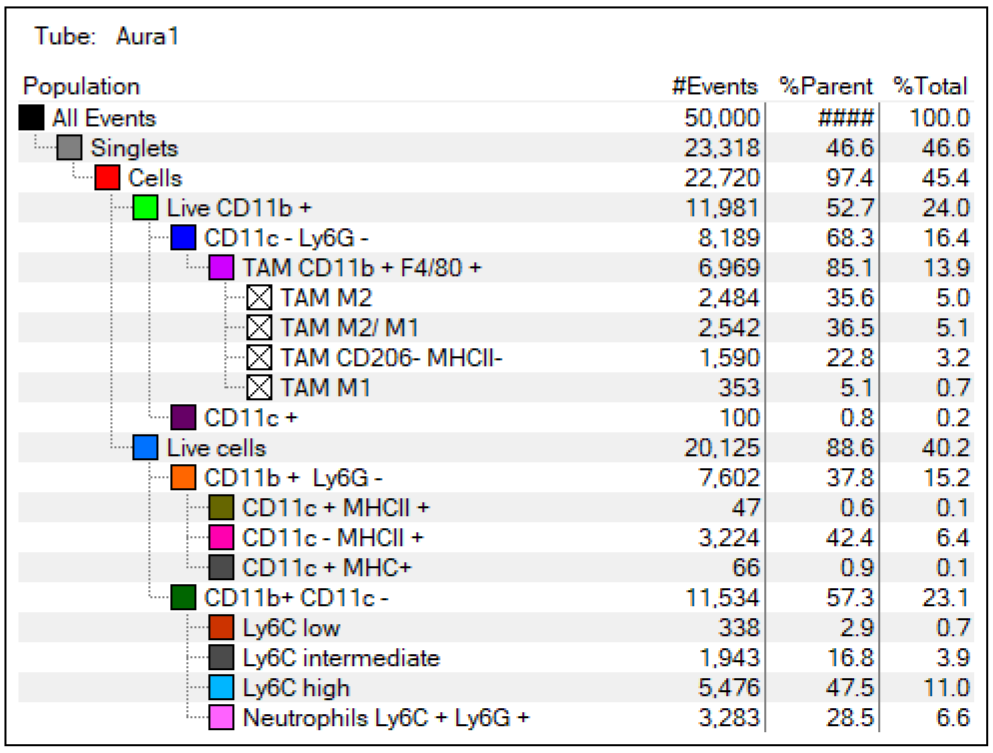 Tube: Aura1
Population #Events %Parent %Total
All Events 50,000 #### 100.0
Singlets 23,318 46.6 46.6
Cells 22,720 97.4 45.4
Live CD11b + 11,981 52.7 24.0
CD11c - Ly6G - 8,189 68.3 16.4
TAM CD11b + F4/80 + 6,969 85.1 13.9
TAM M2 2,484 35.6 5.0
TAM M2/ M1 2,542 36.5 5.1
TAM CD206- MHCII- 1,590 22.8 3.2
TAM M1 353 5.1 0.7
CD11c + 100 0.8 0.2
Live cells 20,125 88.6 40.2
CD11b + Ly6G - 7,602 37.8 15.2
CD11c + MHCII + 47 0.6 0.1
CD11c - MHCII + 3,224 42.4 6.4
CD11c + MHC+ 66 0.9 0.1
CD11b+ CD11c - 11,534 57.3 23.1
Ly6C low 338 2.9 0.7
Ly6C intermediate 1,943 16.8 3.9
Ly6C high 5,476 47.5 11.0
Neutrophils Ly6C + Ly6G + 3,283 28.5 6.6